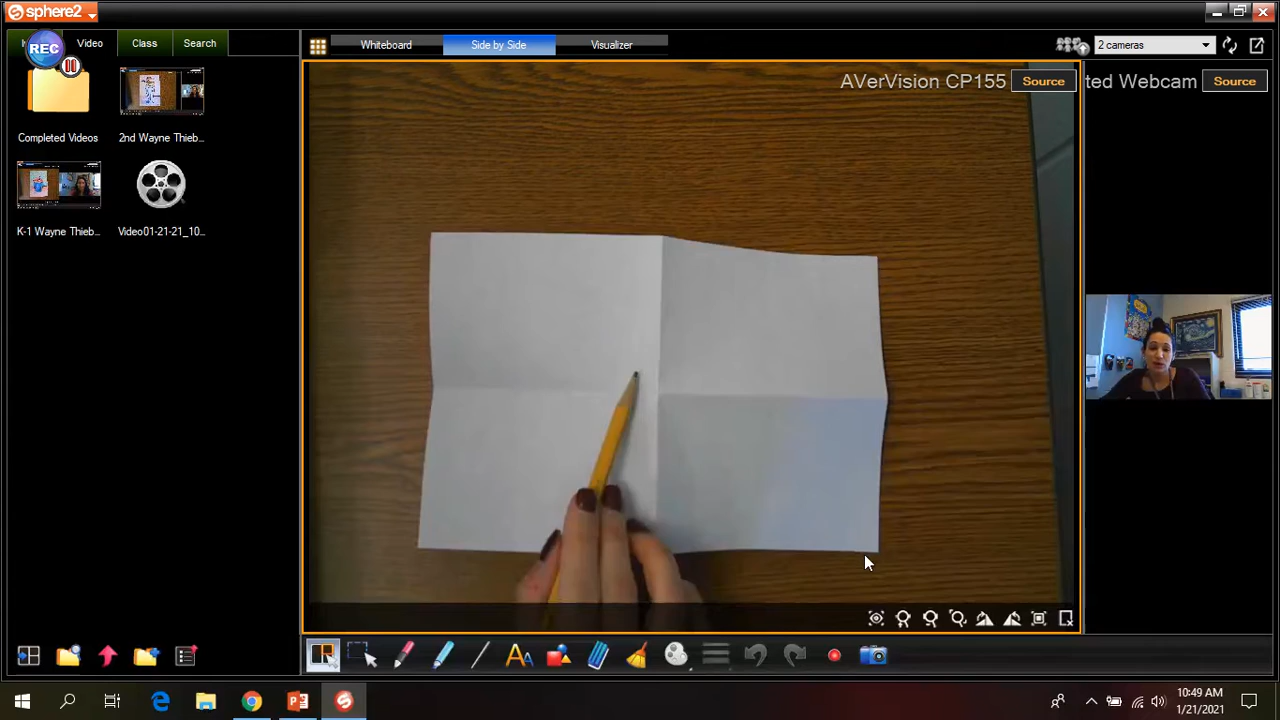 sphere2
REC
Video
Class
Search
Whiteboard
Side by Side
Visualizer
2 cameras
AVerVision CP155
Source
ted Webcam
Source
Completed Videos
2nd Wayne Thieb...
K-1 Wayne Thieb...
Video01-21-21_10...
10:49 AM
1/21/2021